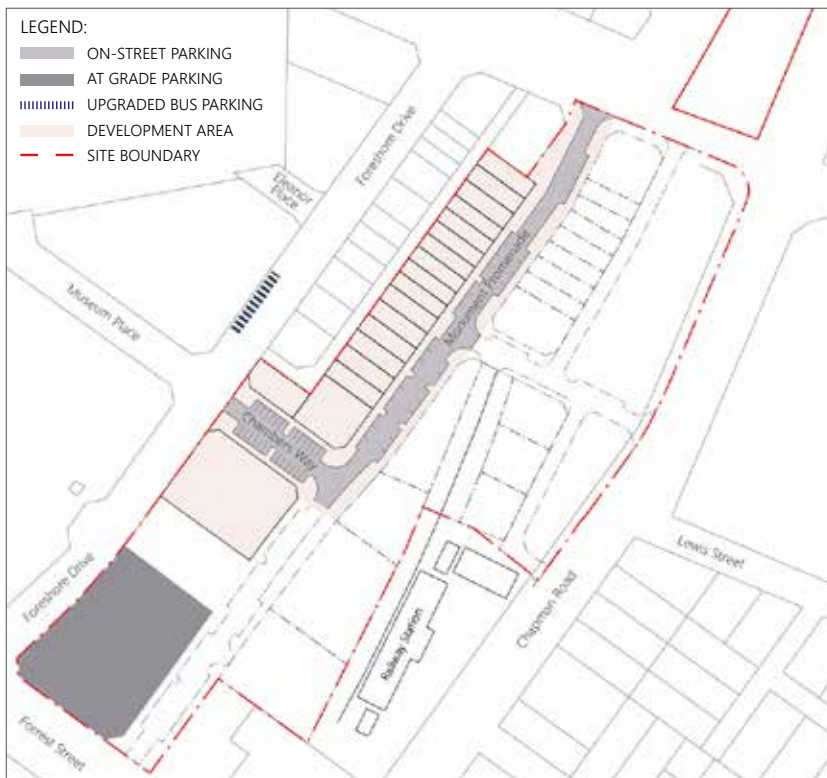 LEGEND:
ON-STREET PARKING
AT GRADE PARKING
UPGRADED BUS PARKING
DEVELOPMENT AREA
SITE BOUNDARY
Foreshore Drive
Eleanor
Place
Museum Place
Monument Promenade
Chambers Way
Foreshore Drive
Lewis Street
Chapman Road
Railway Station
Forrest Street